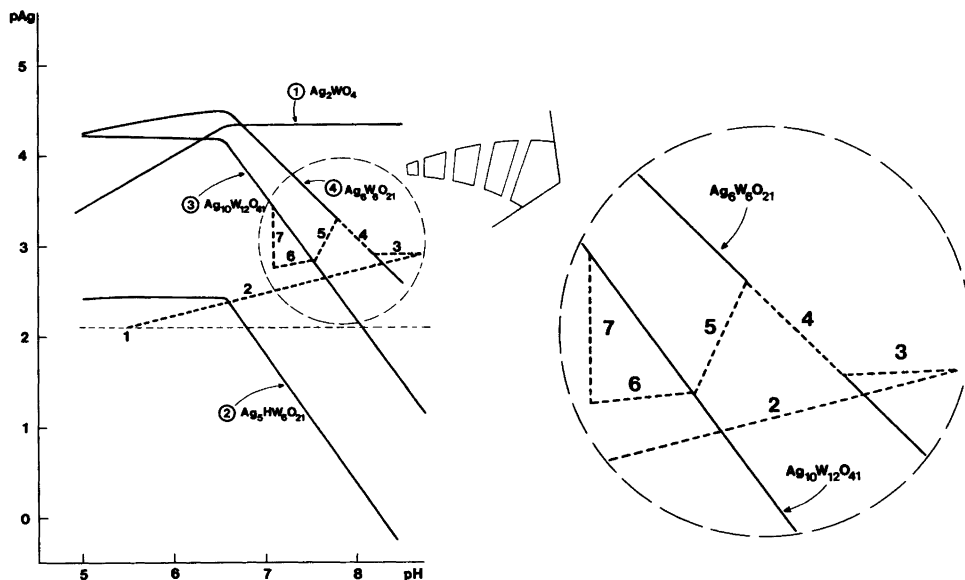 pAg
5
① Ag₂WO₄
4
③ Ag₁₀W₁₂O₄₁
④ Ag₆W₆O₂₁
7
5
4
3
6
3
2
2
1
1
② Ag₅HW₆O₂₁
0
5
6
7
8
pH
Ag₆W₆O₂₁
7
5
4
3
6
2
Ag₁₀W₁₂O₄₁